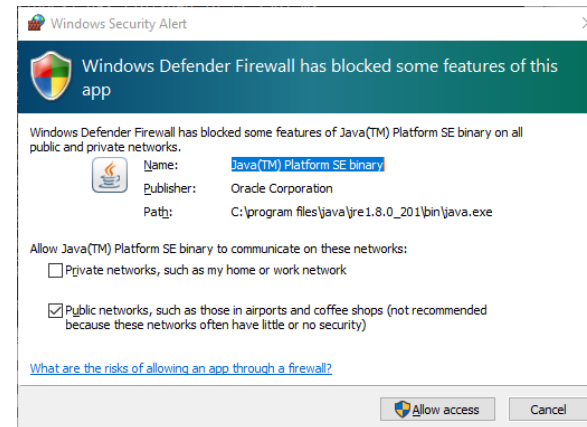 Windows Security Alert
Windows Defender Firewall has blocked some features of this
app
Windows Defender Firewall has blocked some features of Java(TM) Platform SE binary on all
public and private networks.
Name: Java(TM) Platform SE binary
Publisher: Oracle Corporation
Path: C:\program files\java\jre1.8.0_201\bin\java.exe
Allow Java(TM) Platform SE binary to communicate on these networks:
Private networks, such as my home or work network
Public networks, such as those in airports and coffee shops (not recommended
because these networks often have little or no security)
What are the risks of allowing an app through a firewall?
Allow access Cancel